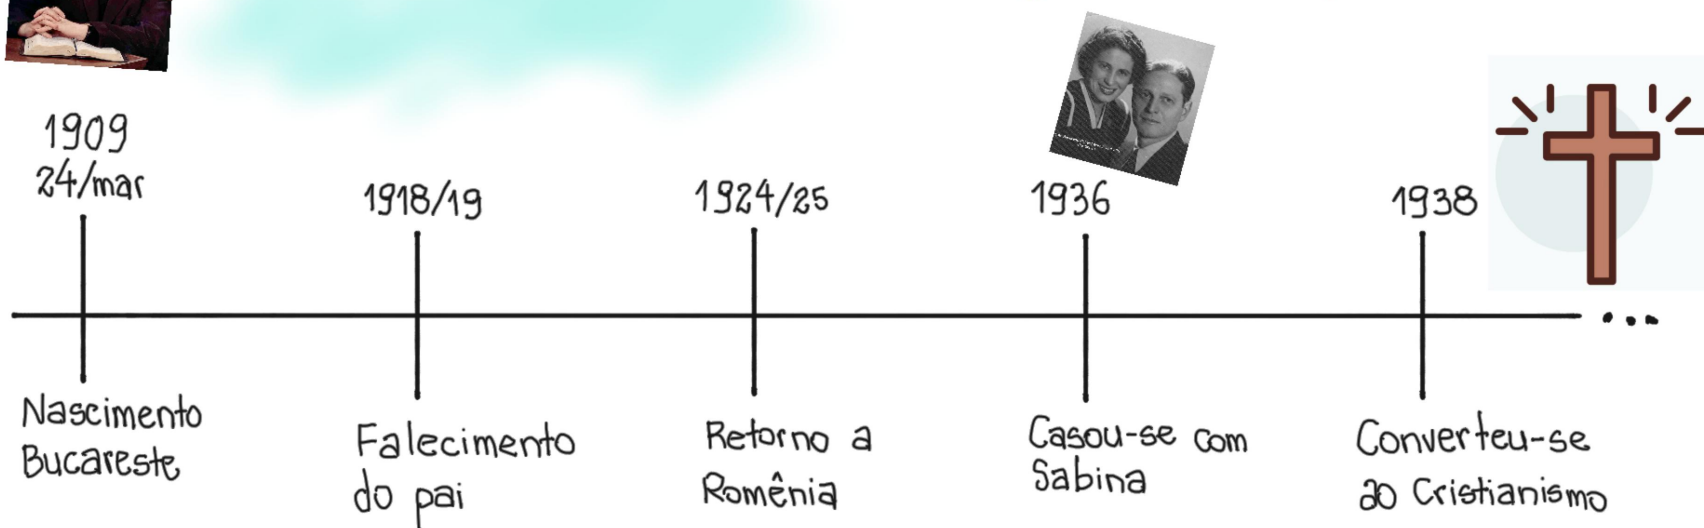 1909
24/mar
1918/19
1924/25
1936
1938
Nascimento
Bucareste
Falecimento
do pai
Retorno a
Romênia
Casou-se com
Sabina
Converteu-se
ao Cristianismo